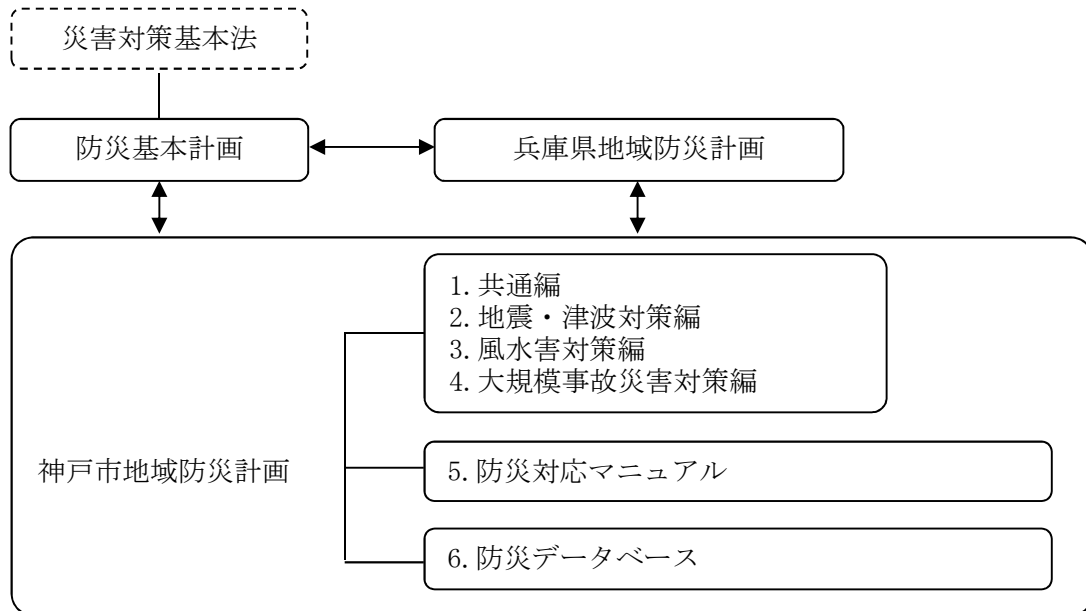 災害対策基本法
防災基本計画
兵庫県地域防災計画
神戸市地域防災計画
1. 共通編
2. 地震・津波対策編
3. 風水害対策編
4. 大規模事故災害対策編
5. 防災対応マニュアル
6. 防災データベース